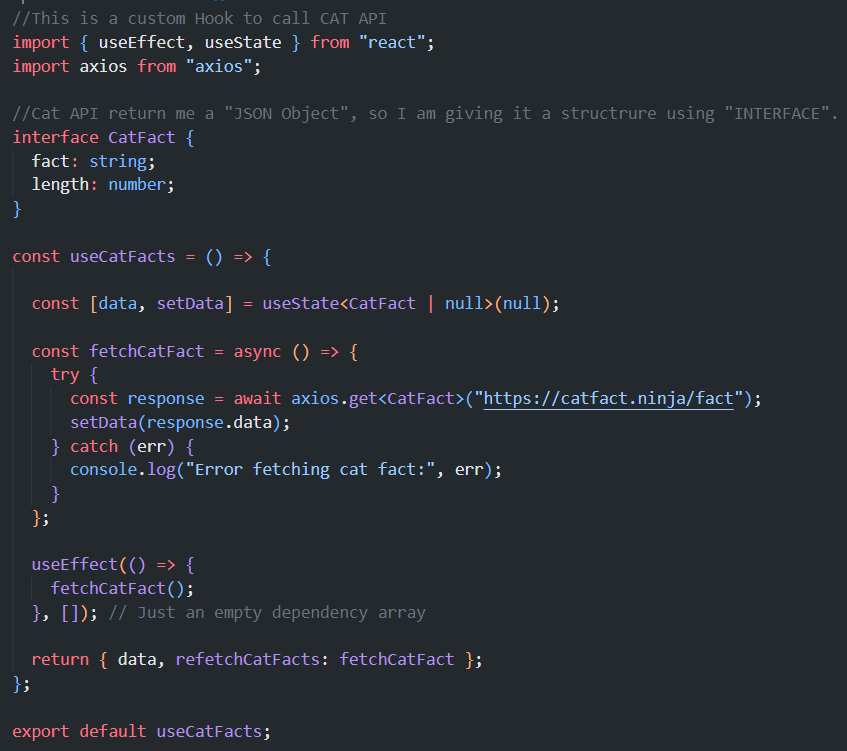 //This is a custom Hook to call CAT API
import { useEffect, useState } from "react";
import axios from "axios";
//Cat API return me a "JSON Object", so I am giving it a structrure using "INTERFACE".
interface CatFact {
fact: string;
length: number;
}
const useCatFacts = () => {
const [data, setData] = useState<CatFact | null>(null);
const fetchCatFact = async () => {
try {
const response = await axios.get<CatFact>("https://catfact.ninja/fact");
setData(response.data);
} catch (err) {
console.log("Error fetching cat fact:", err);
}
};
useEffect(() => {
fetchCatFact();
}, []); // Just an empty dependency array
return { data, refetchCatFacts: fetchCatFact };
};
export default useCatFacts;